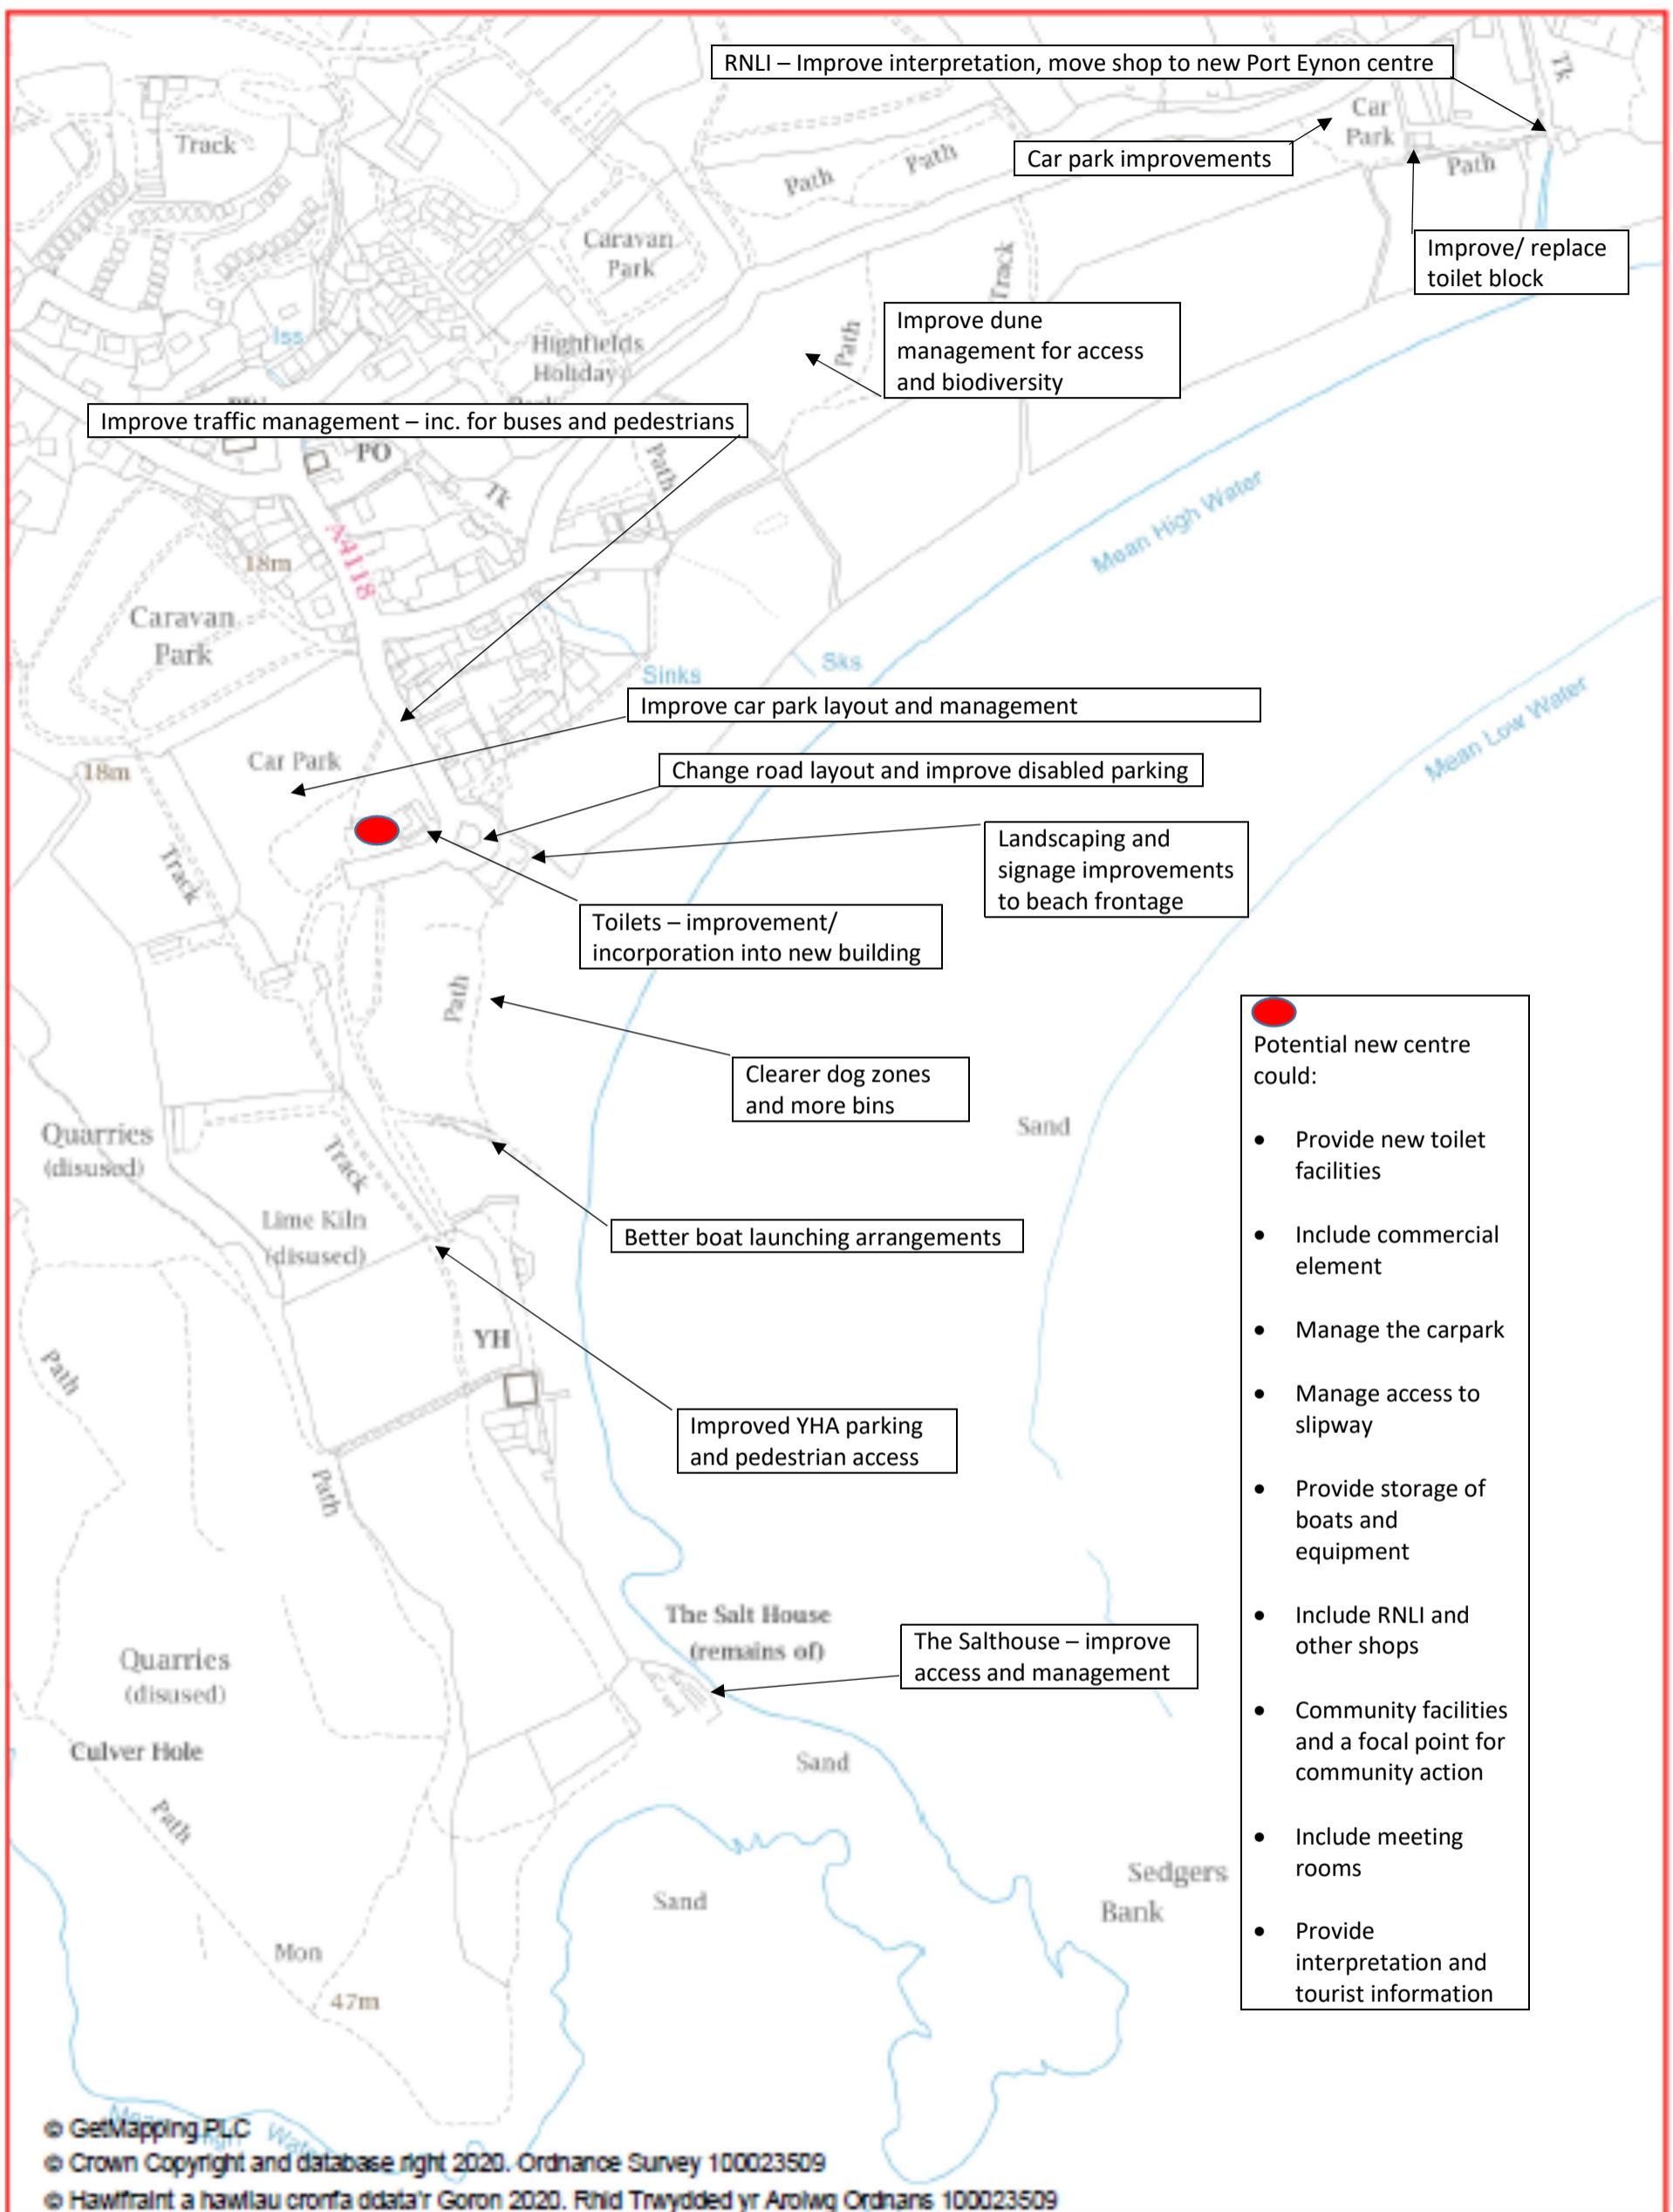 RNLI – Improve interpretation, move shop to new Port Eynon centre
Tk
Car
Park
Track
Car park improvements
Path
Path
Path
Caravan
Park
Track
Improve/ replace
toilet block
Iss
Highfields
Holiday
Path
Improve dune
management for access
and biodiversity
Improve traffic management – inc. for buses and pedestrians
PO
Path
Tk
A4118
18m
Mean High Water
Caravan
Park
Sinks
Sks
Improve car park layout and management
Mean Low Water
Car Park
18m
Change road layout and improve disabled parking
Track
Landscaping and
signage improvements
to beach frontage
Toilets – improvement/
incorporation into new building
Path
Clearer dog zones
and more bins
Sand
Quarries
(disused)
Track
Lime Kiln
(disused)
Better boat launching arrangements
YH
Path
Improved YHA parking
and pedestrian access
Path
The Salt House
(remains of)
The Salthouse – improve
access and management
Quarries
(disused)
Culver Hole
Sand
Path
Sand
Sedgers
Bank
Mon
47m
Potential new centre
could:
• Provide new toilet
facilities
• Include commercial
element
• Manage the carpark
• Manage access to
slipway
• Provide storage of
boats and
equipment
• Include RNLI and
other shops
• Community facilities
and a focal point for
community action
• Include meeting
rooms
• Provide
interpretation and
tourist information
Mean High Water
© GetMapping PLC
© Crown Copyright and database right 2020. Ordnance Survey 100023509
© Hawlfraint a hawliau cronfa ddata'r Goron 2020. Rhid Trwydded yr Arolwg Ordnans 100023509